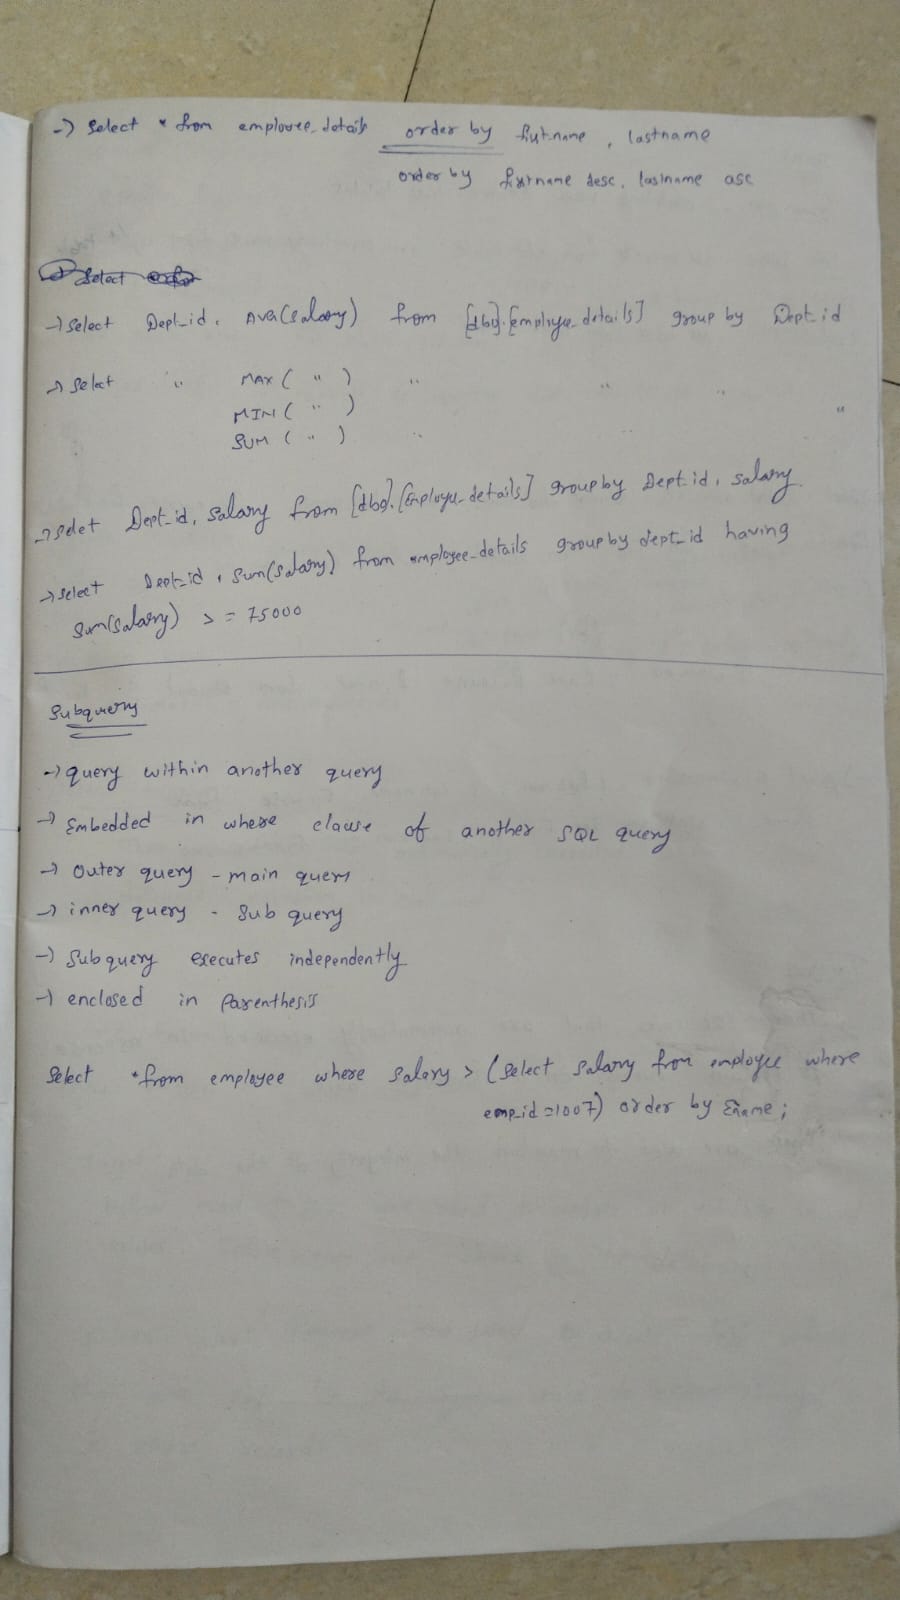 -> Select * from employee_details order by firstname, lastname
order by firstname desc, lastname asc
-> Select Dept_id, AVG(salary) from [dbo].[employee_details] group by Dept_id
-> Select " MAX ( " ) " " "
MIN ( " ) "
SUM ( " ) "
-> select Dept_id, salary from [dbo].[Employee_details] group by Dept_id, salary
-> select Dept_id, sum(salary) from employee_details group by dept_id having
sum(salary) >= 75000
Subquery
-> query within another query
-> Embedded in where clause of another SQL query
-> Outer query - main query
-> inner query - Sub query
-> Subquery executes independently
-> enclosed in Parenthesis
Select * from employee where salary > (select salary from employee where
emp_id =1007) order by Ename;